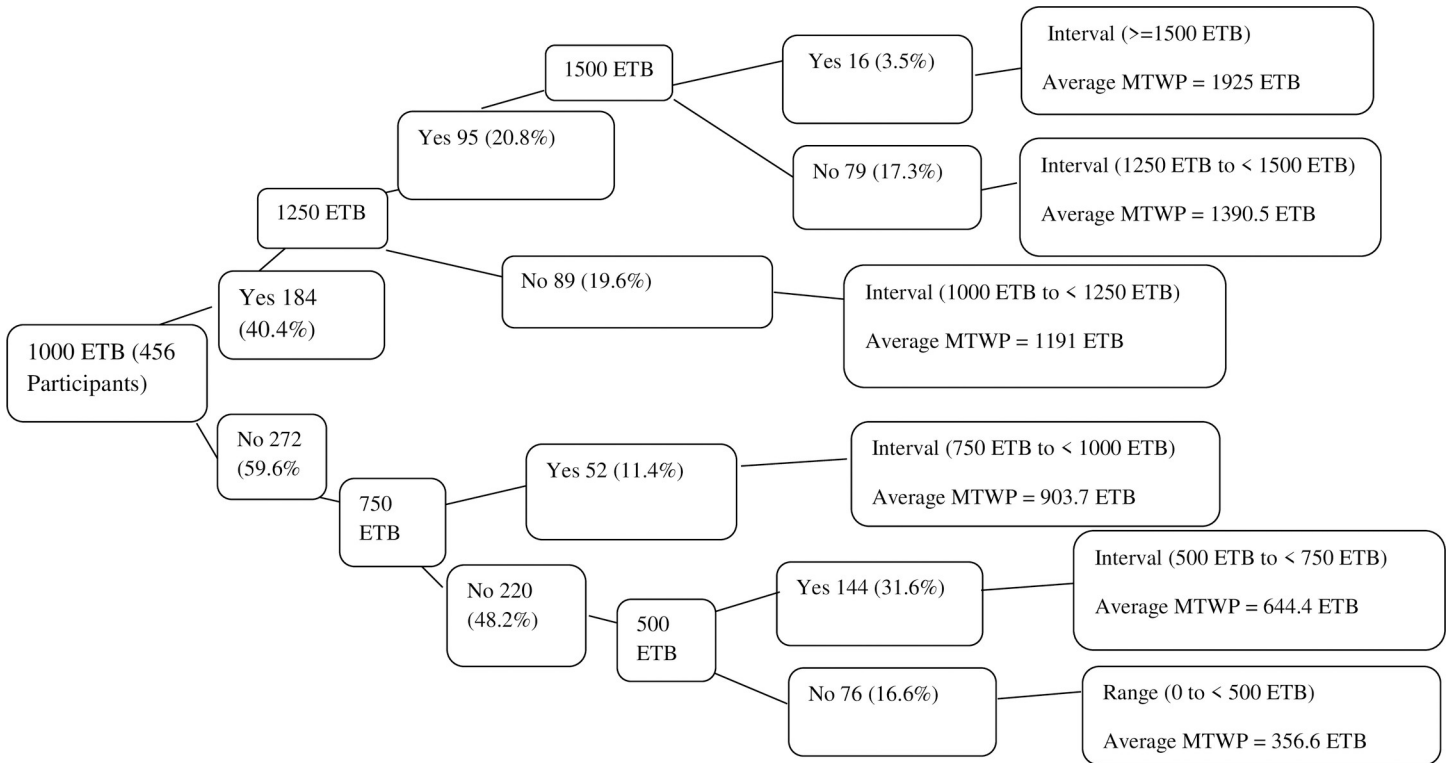 1500 ETB
Yes 16 (3.5%)
Interval (>=1500 ETB)
Average MTWP = 1925 ETB
Yes 95 (20.8%)
No 79 (17.3%)
Interval (1250 ETB to < 1500 ETB)
Average MTWP = 1390.5 ETB
1250 ETB
No 89 (19.6%)
Interval (1000 ETB to < 1250 ETB)
Average MTWP = 1191 ETB
Yes 184
(40.4%)
1000 ETB (456
Participants)
No 272
(59.6%
750
ETB
Yes 52 (11.4%)
Interval (750 ETB to < 1000 ETB)
Average MTWP = 903.7 ETB
No 220
(48.2%)
500
ETB
Yes 144 (31.6%)
Interval (500 ETB to < 750 ETB)
Average MTWP = 644.4 ETB
No 76 (16.6%)
Range (0 to < 500 ETB)
Average MTWP = 356.6 ETB